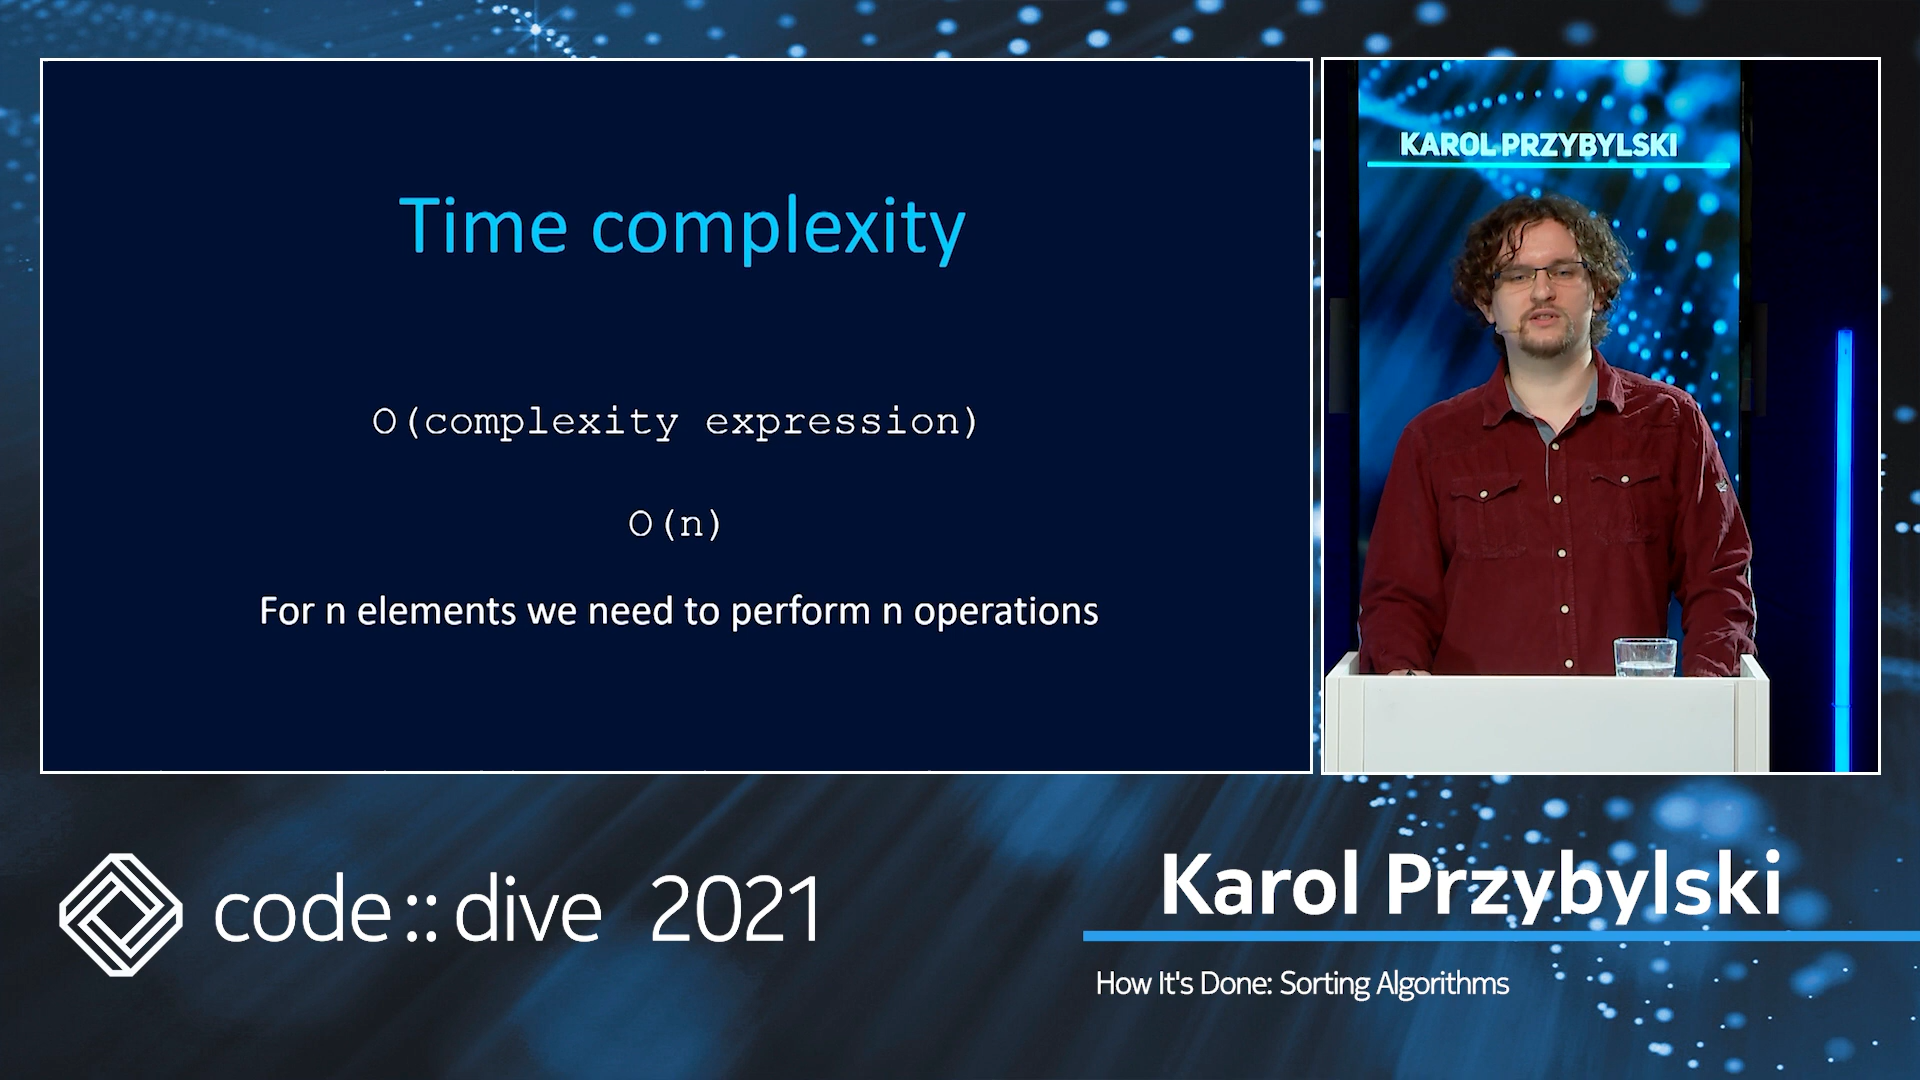 Time complexity
O(complexity expression)
O(n)
For n elements we need to perform n operations
KAROL PRZYBYLSKI
code::dive 2021
Karol Przybylski
How It's Done: Sorting Algorithms